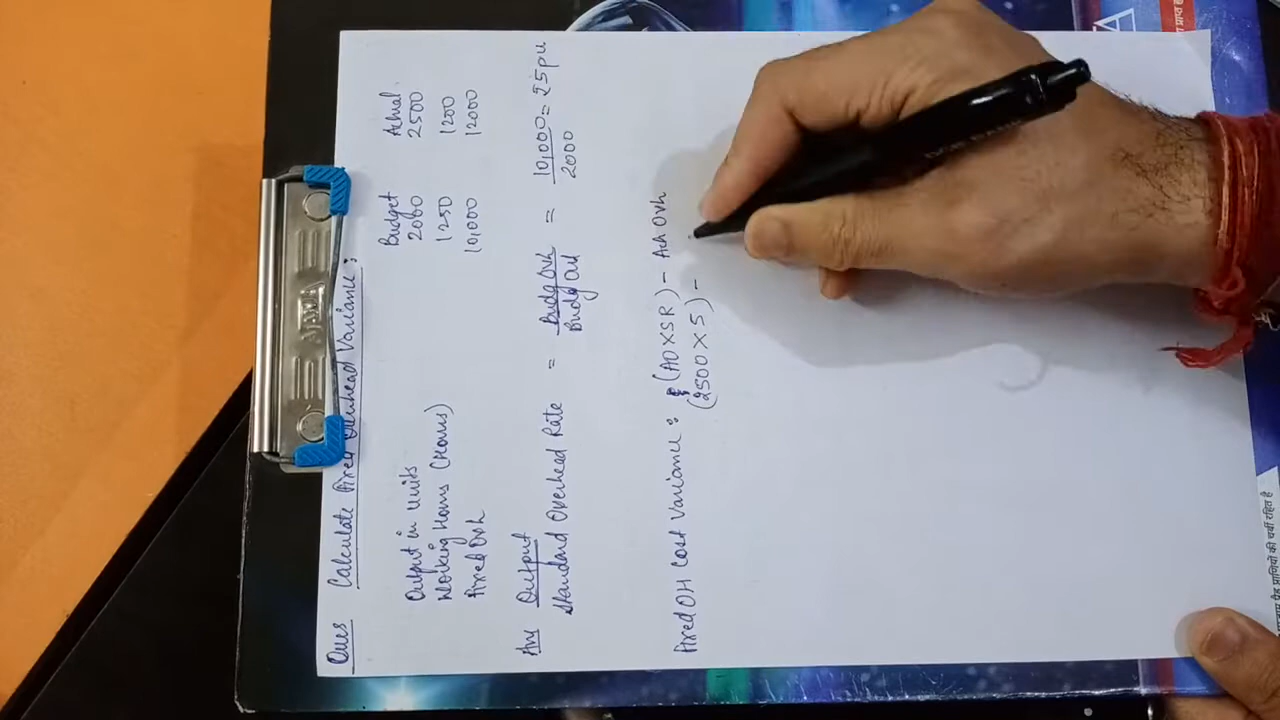 Ques Calculate Fixed Overhead Variance :
Budget Actual
Output in units 2000 2500
Working Hours (Hours) 1250 1200
Fixed Ovh 10,000 12000
Ans Output
Standard Overhead Rate = Budg Ovh / Budg Out = 10,000 / 2000 = 25 pu
Fixed OH Cost Variance : (AO X SR) - Act Ovh
(2500 X 5) -